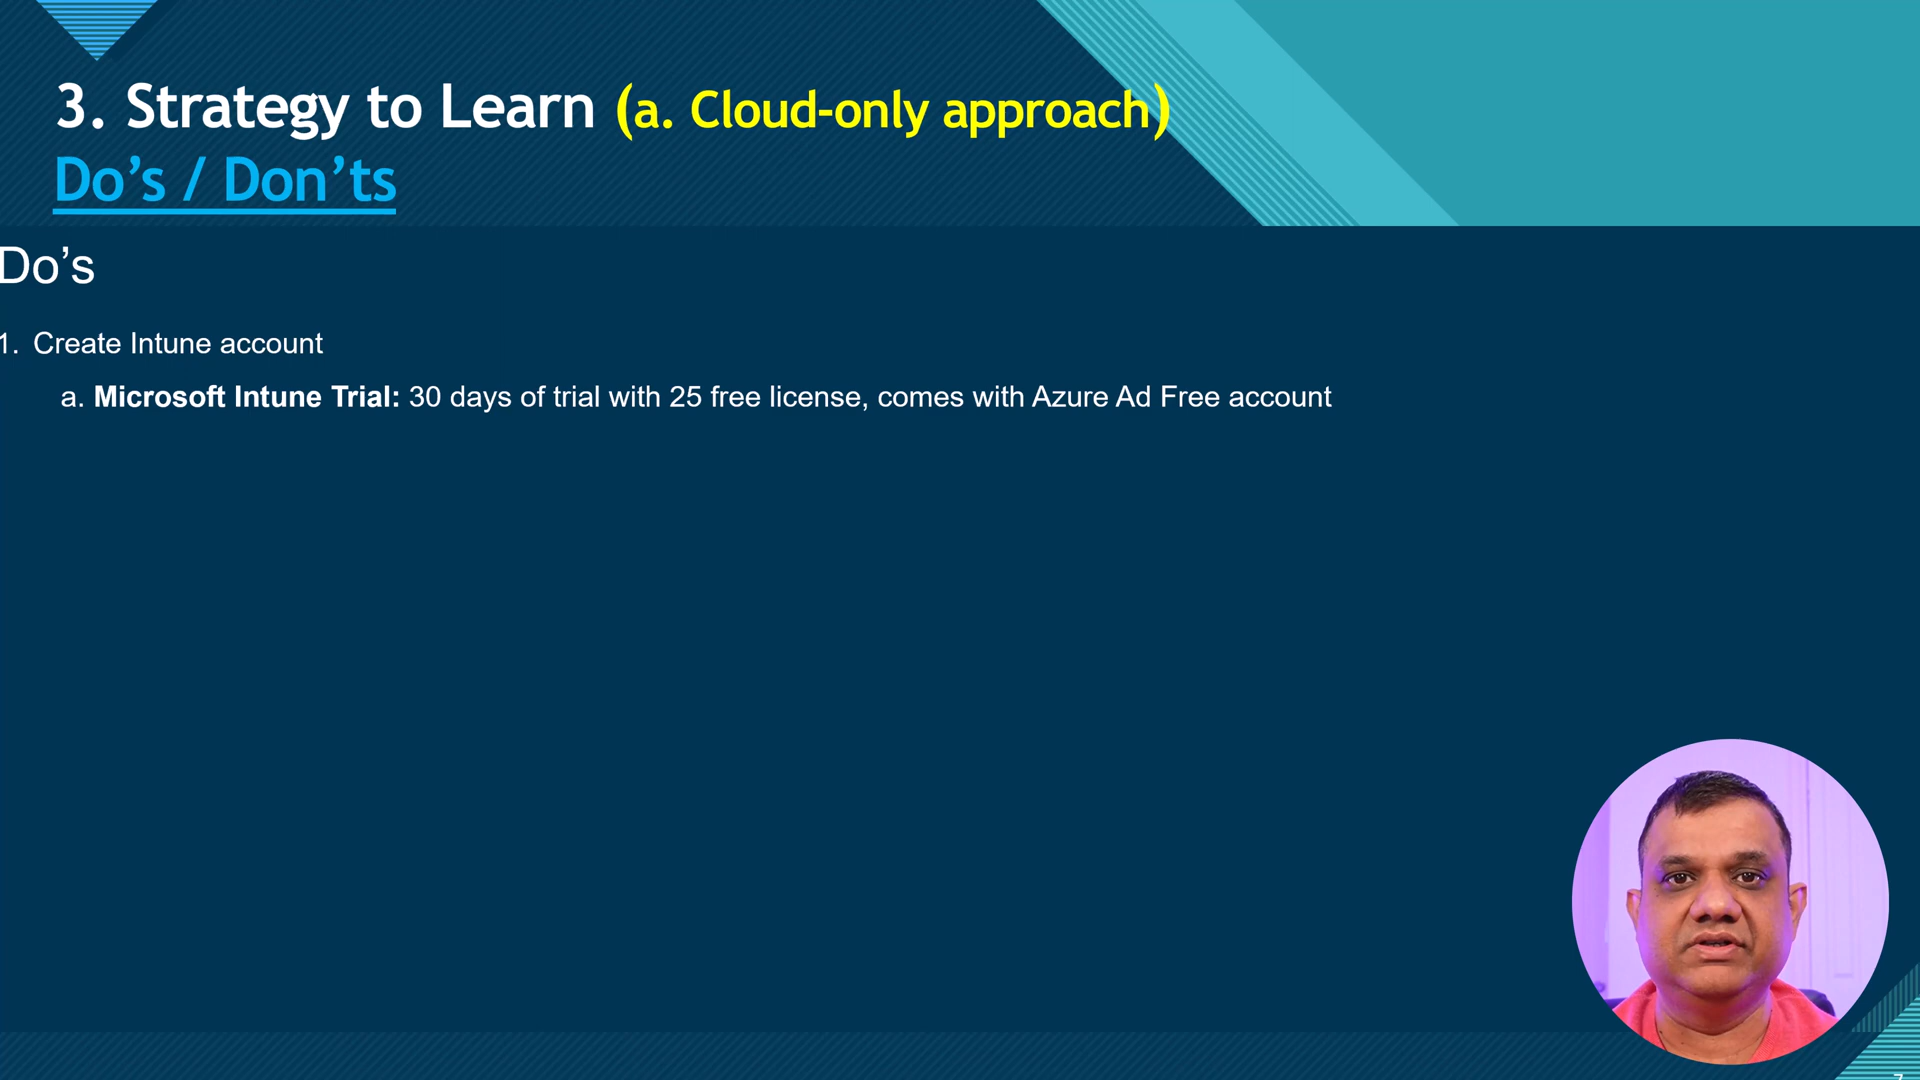 3. Strategy to Learn (a. Cloud-only approach)
Do’s / Don’ts
Do’s
1. Create Intune account
a. Microsoft Intune Trial: 30 days of trial with 25 free license, comes with Azure Ad Free account